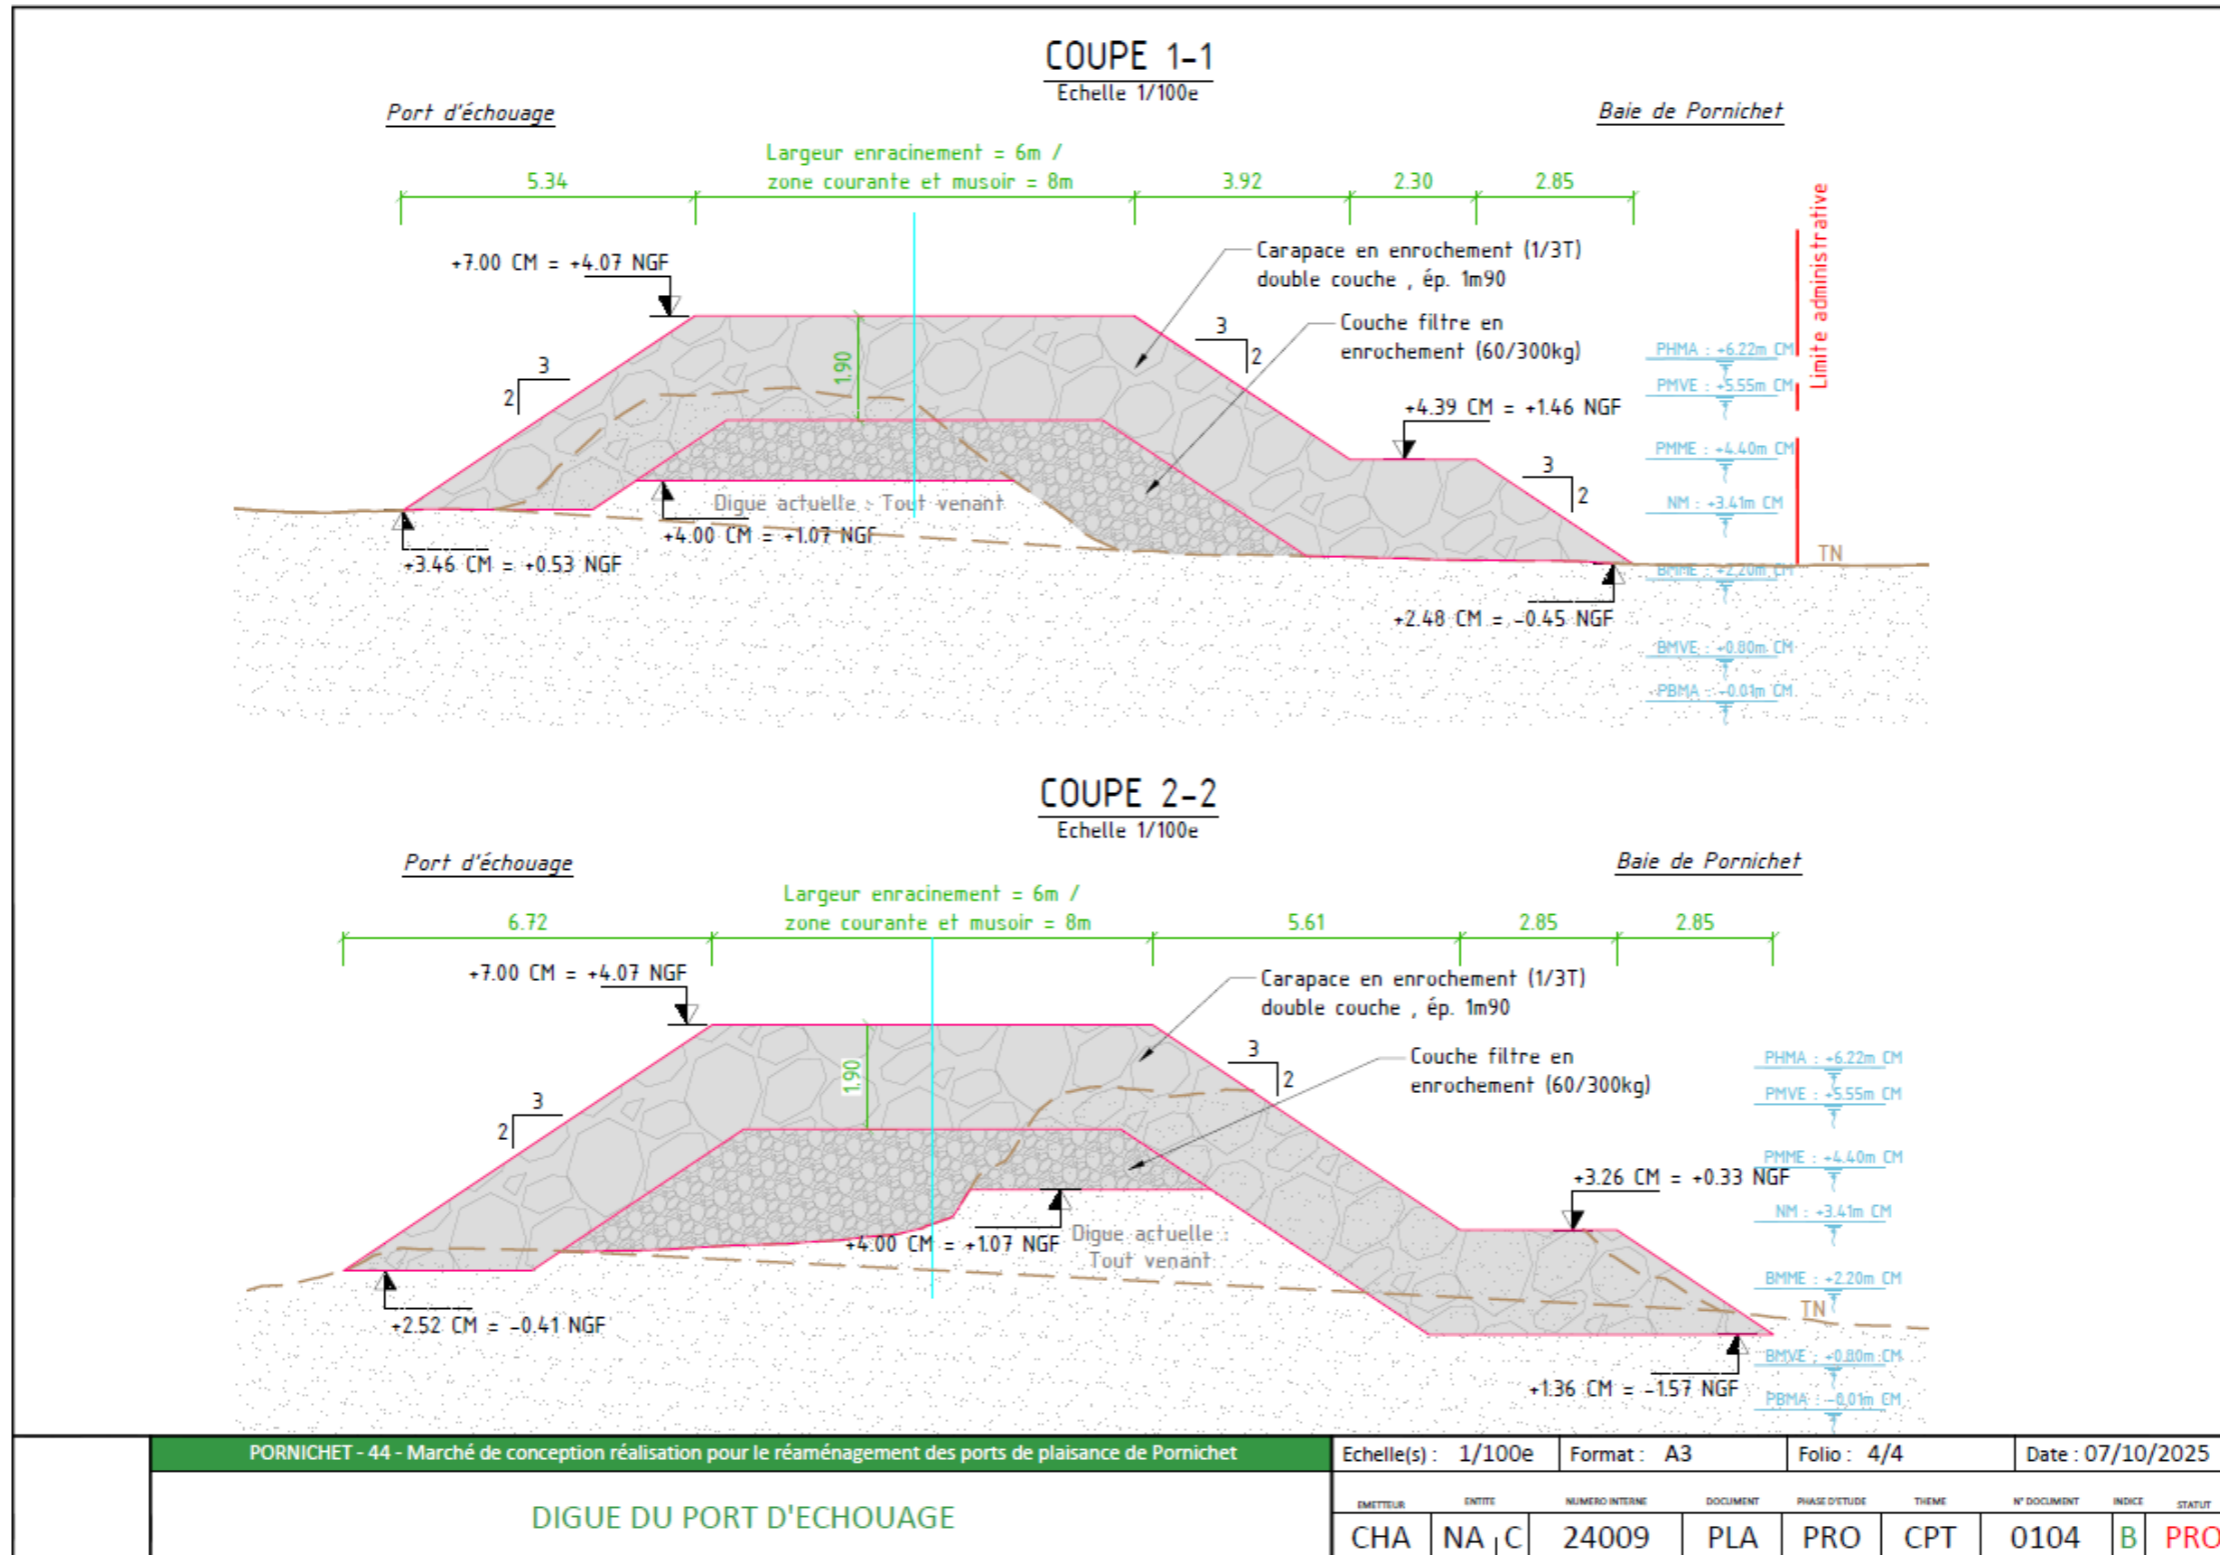 COUPE 1-1
Echelle 1/100e
Port d'échouage
Baie de Pornichet
Largeur enracinement = 6m /
zone courante et musoir = 8m
5.34
3.92
2.30
2.85
Limite administrative
+7.00 CM = +4.07 NGF
Carapace en enrochement (1/3T)
double couche , ép. 1m90
Couche filtre en
enrochement (60/300kg)
3
2
3
2
1.90
PHMA : +6.22m CM
PMVE : +5.55m CM
+4.39 CM = +1.46 NGF
PMME : +4.40m CM
3
2
NM : +3.41m CM
Digue actuelle : Tout venant
+4.00 CM = +1.07 NGF
+3.46 CM = +0.53 NGF
TN
BMME : +2.20m CM
+2.48 CM = -0.45 NGF
BMVE : +0.80m CM
PBMA : -0.01m CM
COUPE 2-2
Echelle 1/100e
Port d'échouage
Baie de Pornichet
Largeur enracinement = 6m /
zone courante et musoir = 8m
6.72
5.61
2.85
2.85
+7.00 CM = +4.07 NGF
Carapace en enrochement (1/3T)
double couche , ép. 1m90
Couche filtre en
enrochement (60/300kg)
3
2
3
2
1.90
PHMA : +6.22m CM
PMVE : +5.55m CM
PMME : +4.40m CM
+3.26 CM = +0.33 NGF
NM : +3.41m CM
+4.00 CM = +1.07 NGF
Digue actuelle :
Tout venant
BMME : +2.20m CM
TN
+2.52 CM = -0.41 NGF
BMVE : +0.80m CM
+1.36 CM = -1.57 NGF
PBMA : -0.01m CM
PORNICHET - 44 - Marché de conception réalisation pour le réaménagement des ports de plaisance de Pornichet
Echelle(s) : 1/100e
Format : A3
Folio : 4/4
Date : 07/10/2025
DIGUE DU PORT D'ECHOUAGE
EMETTEUR
ENTITE
NUMERO INTERNE
DOCUMENT
PHASE D'ETUDE
THEME
N° DOCUMENT
INDICE
STATUT
CHA
NA C
24009
PLA
PRO
CPT
0104
B
PRO